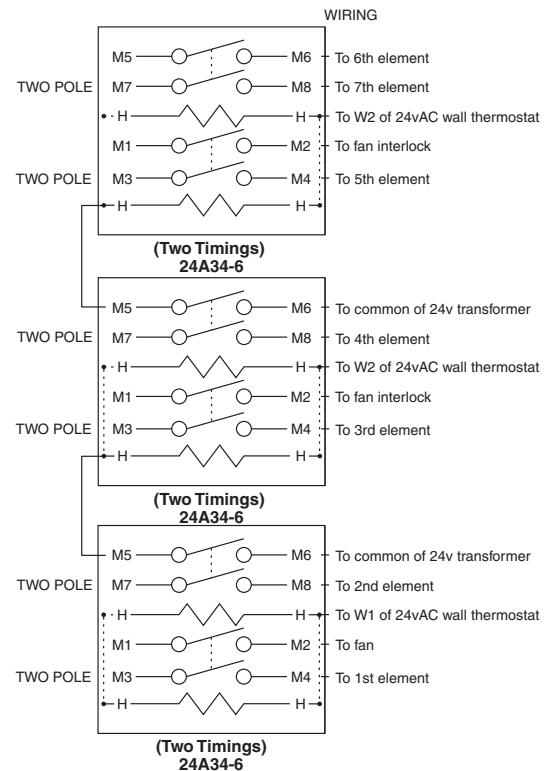 WIRING
M5 M6 To 6th element
TWO POLE M7 M8 To 7th element
H H To W2 of 24vAC wall thermostat
M1 M2 To fan interlock
TWO POLE M3 M4 To 5th element
H H
(Two Timings)
24A34-6
M5 M6 To common of 24v transformer
TWO POLE M7 M8 To 4th element
H H To W2 of 24vAC wall thermostat
M1 M2 To fan interlock
TWO POLE M3 M4 To 3rd element
H H
(Two Timings)
24A34-6
M5 M6 To common of 24v transformer
TWO POLE M7 M8 To 2nd element
H H To W1 of 24vAC wall thermostat
M1 M2 To fan
TWO POLE M3 M4 To 1st element
H H
(Two Timings)
24A34-6